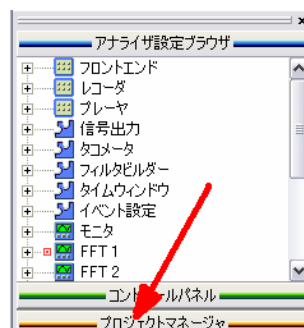 アナライザ設定ブラウザ
フロントエンド
レコーダ
プレーヤ
信号出力
タコメータ
フィルタビルダー
タイムウィンドウ
イベント設定
モニタ
FFT 1
FFT 2
コントロールパネル
プロジェクトマネージャ